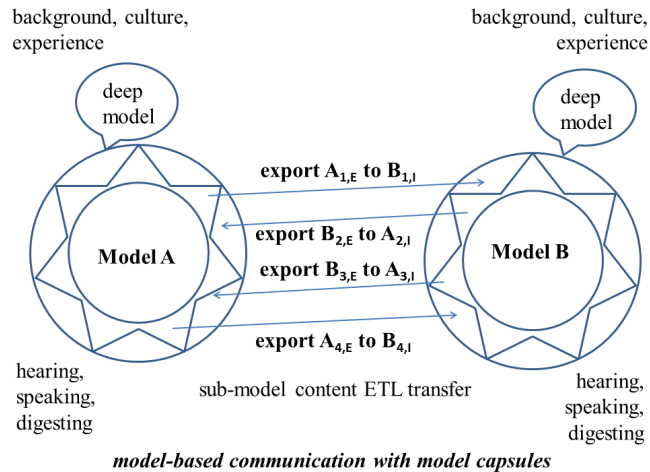 background, culture,
experience
background, culture,
experience
deep
model
deep
model
export A1,E to B1,I
export B2,E to A2,I
Model A
Model B
export B3,E to A3,I
export A4,E to B4,I
hearing,
speaking,
digesting
sub-model content ETL transfer
hearing,
speaking,
digesting
model-based communication with model capsules